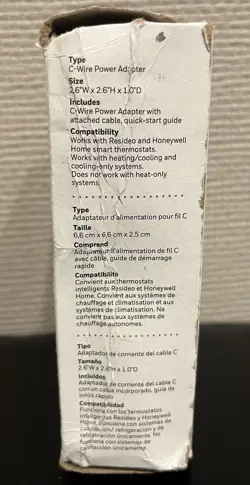 Type
C-Wire Power Adapter
Size
2.6"W x 2.6"H x 1.0"D
Includes
C-Wire Power Adapter with
attached cable, quick-start guide
Compatibility
Works with Resideo and Honeywell
Home smart thermostats.
Works with heating/cooling and
cooling-only systems.
Does not work with heat-only
systems.
Type
Adaptateur d'alimentation pour fil C
Taille
6,6 cm x 6,6 cm x 2,5 cm
Comprend
Adaptateur d'alimentation de fil C
avec câble, guide de démarrage
rapide
Compatibilité
Convient aux thermostats
intelligents Resideo et Honeywell
Home. Convient aux systèmes de
chauffage et climatisation et aux
systèmes de climatisation. Ne
convient pas aux systèmes de
chauffage autonomes.
Tipo
Adaptador de corriente del cable C
Tamaño
2.6"W x 2.6"H x 1.0"D
Incluidos
Adaptador de corriente del cable C
con un cable incorporado, guía de
inicio rápido
Compatibilidad
Funciona con los termostatos
inteligentes Resideo y Honeywell
Home. Funciona con sistemas de
calefacción/ refrigeración y de
refrigeración únicamente. No
funciona con sistemas de
calefacción únicamente.